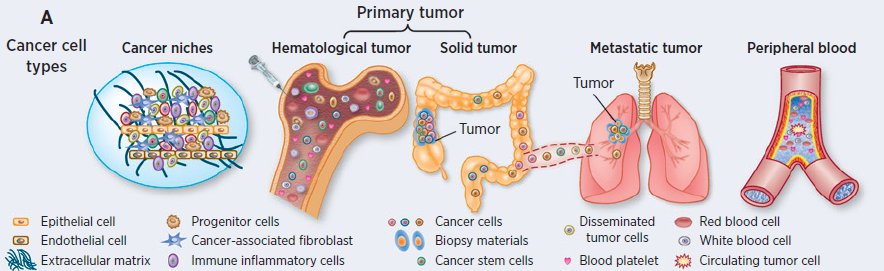 A
Primary tumor
Cancer cell types
Cancer niches
Hematological tumor
Solid tumor
Metastatic tumor
Peripheral blood
Tumor
Tumor
Epithelial cell
Endothelial cell
Extracellular matrix
Progenitor cells
Cancer-associated fibroblast
Immune inflammatory cells
Cancer cells
Biopsy materials
Cancer stem cells
Disseminated
tumor cells
Blood platelet
Red blood cell
White blood cell
Circulating tumor cell